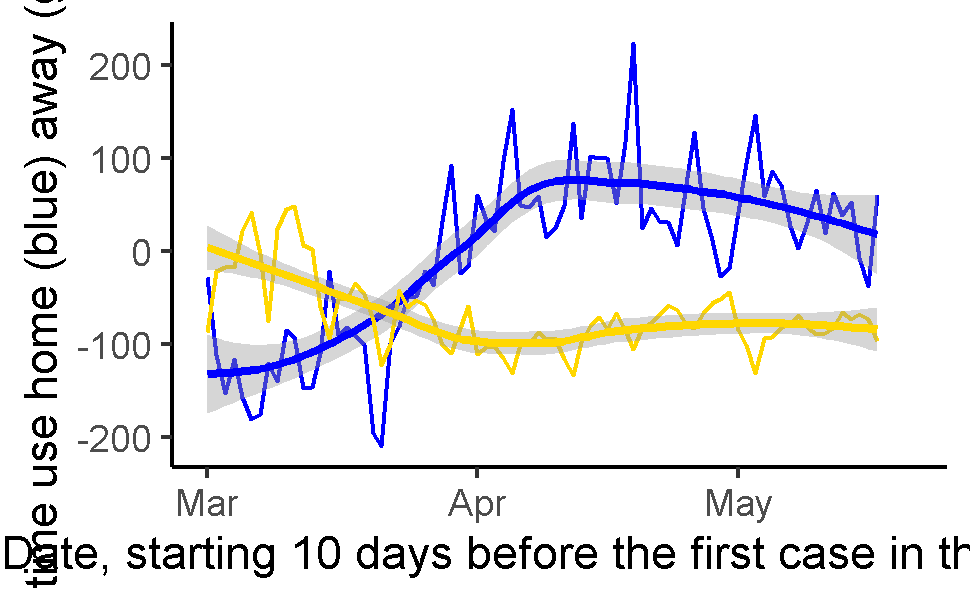 time use home (blue) away (
200
100
0
-100
-200
Mar Apr May
Date, starting 10 days before the first case in th